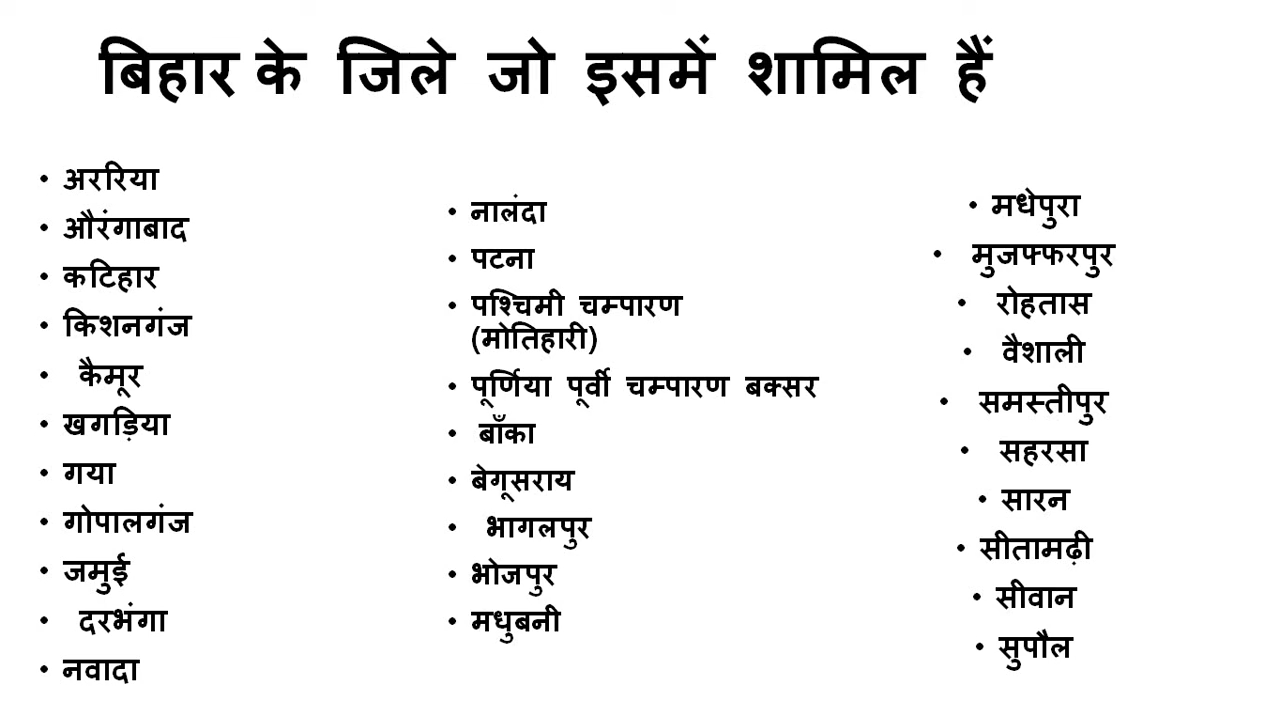 बिहार के जिले जो इसमें शामिल हैं
• अररिया
• औरंगाबाद
• कटिहार
• किशनगंज
• कैमूर
• खगड़िया
• गया
• गोपालगंज
• जमुई
• दरभंगा
• नवादा
• नालंदा
• पटना
• पश्चिमी चम्पारण
(मोतिहारी)
• पूर्णिया पूर्वी चम्पारण बक्सर
• बाँका
• बेगूसराय
• भागलपुर
• भोजपुर
• मधुबनी
• मधेपुरा
• मुजफ्फरपुर
• रोहतास
• वैशाली
• समस्तीपुर
• सहरसा
• सारन
• सीतामढ़ी
• सीवान
• सुपौल